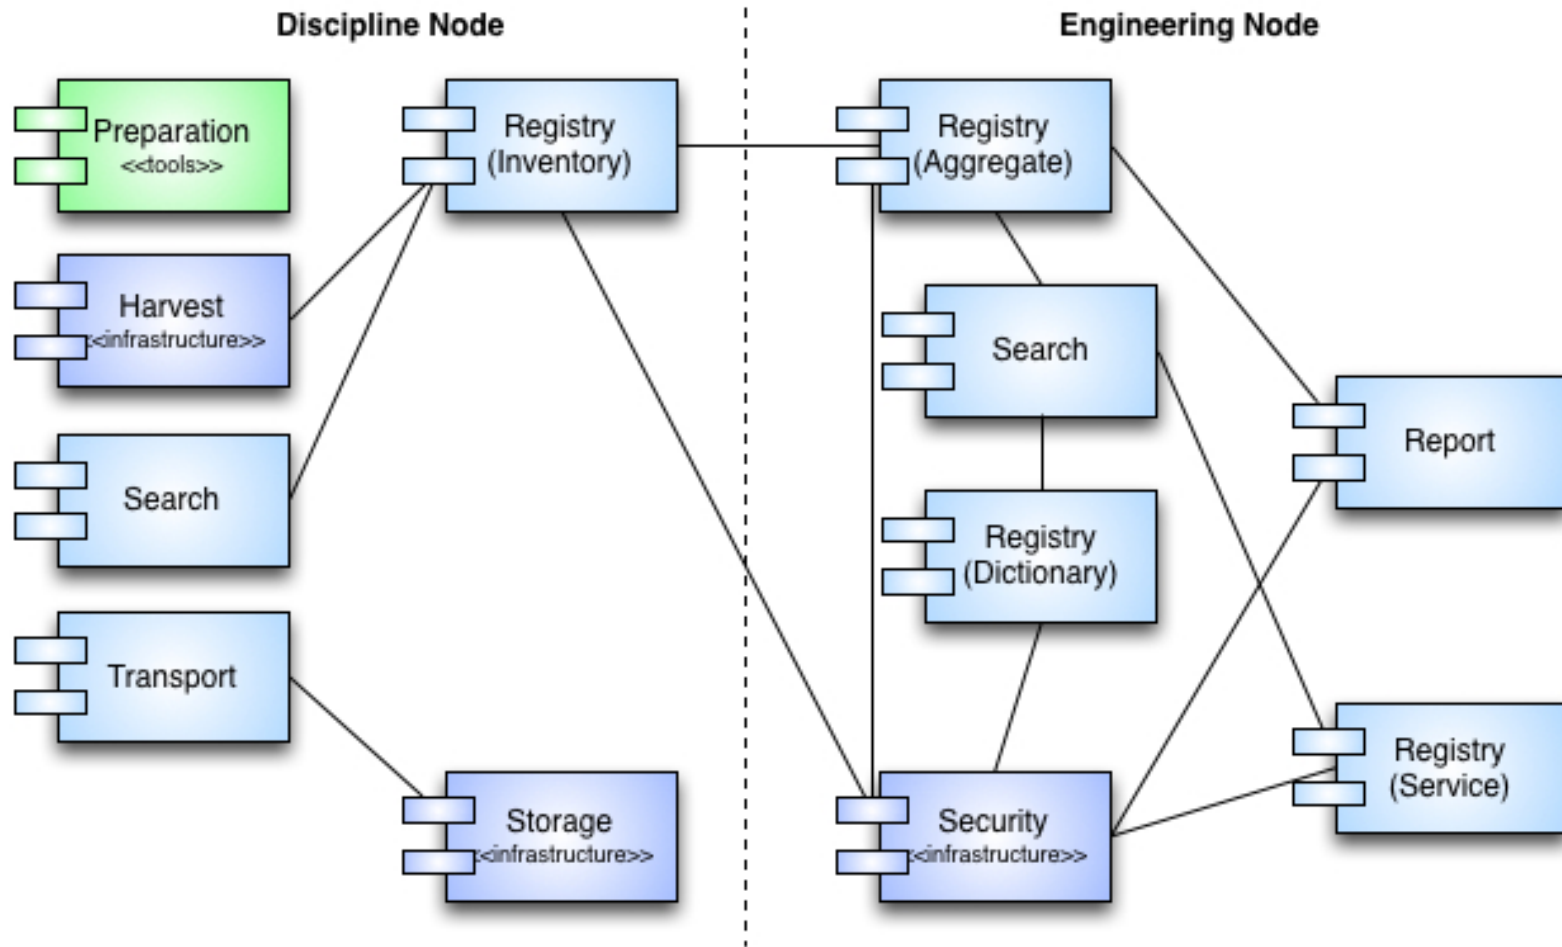 Discipline Node
Engineering Node
Preparation
<<tools>>
Registry
(Inventory)
Registry
(Aggregate)
Harvest
<<infrastructure>>
Search
Search
Report
Registry
(Dictionary)
Transport
Storage
<<infrastructure>>
Security
<<infrastructure>>
Registry
(Service)